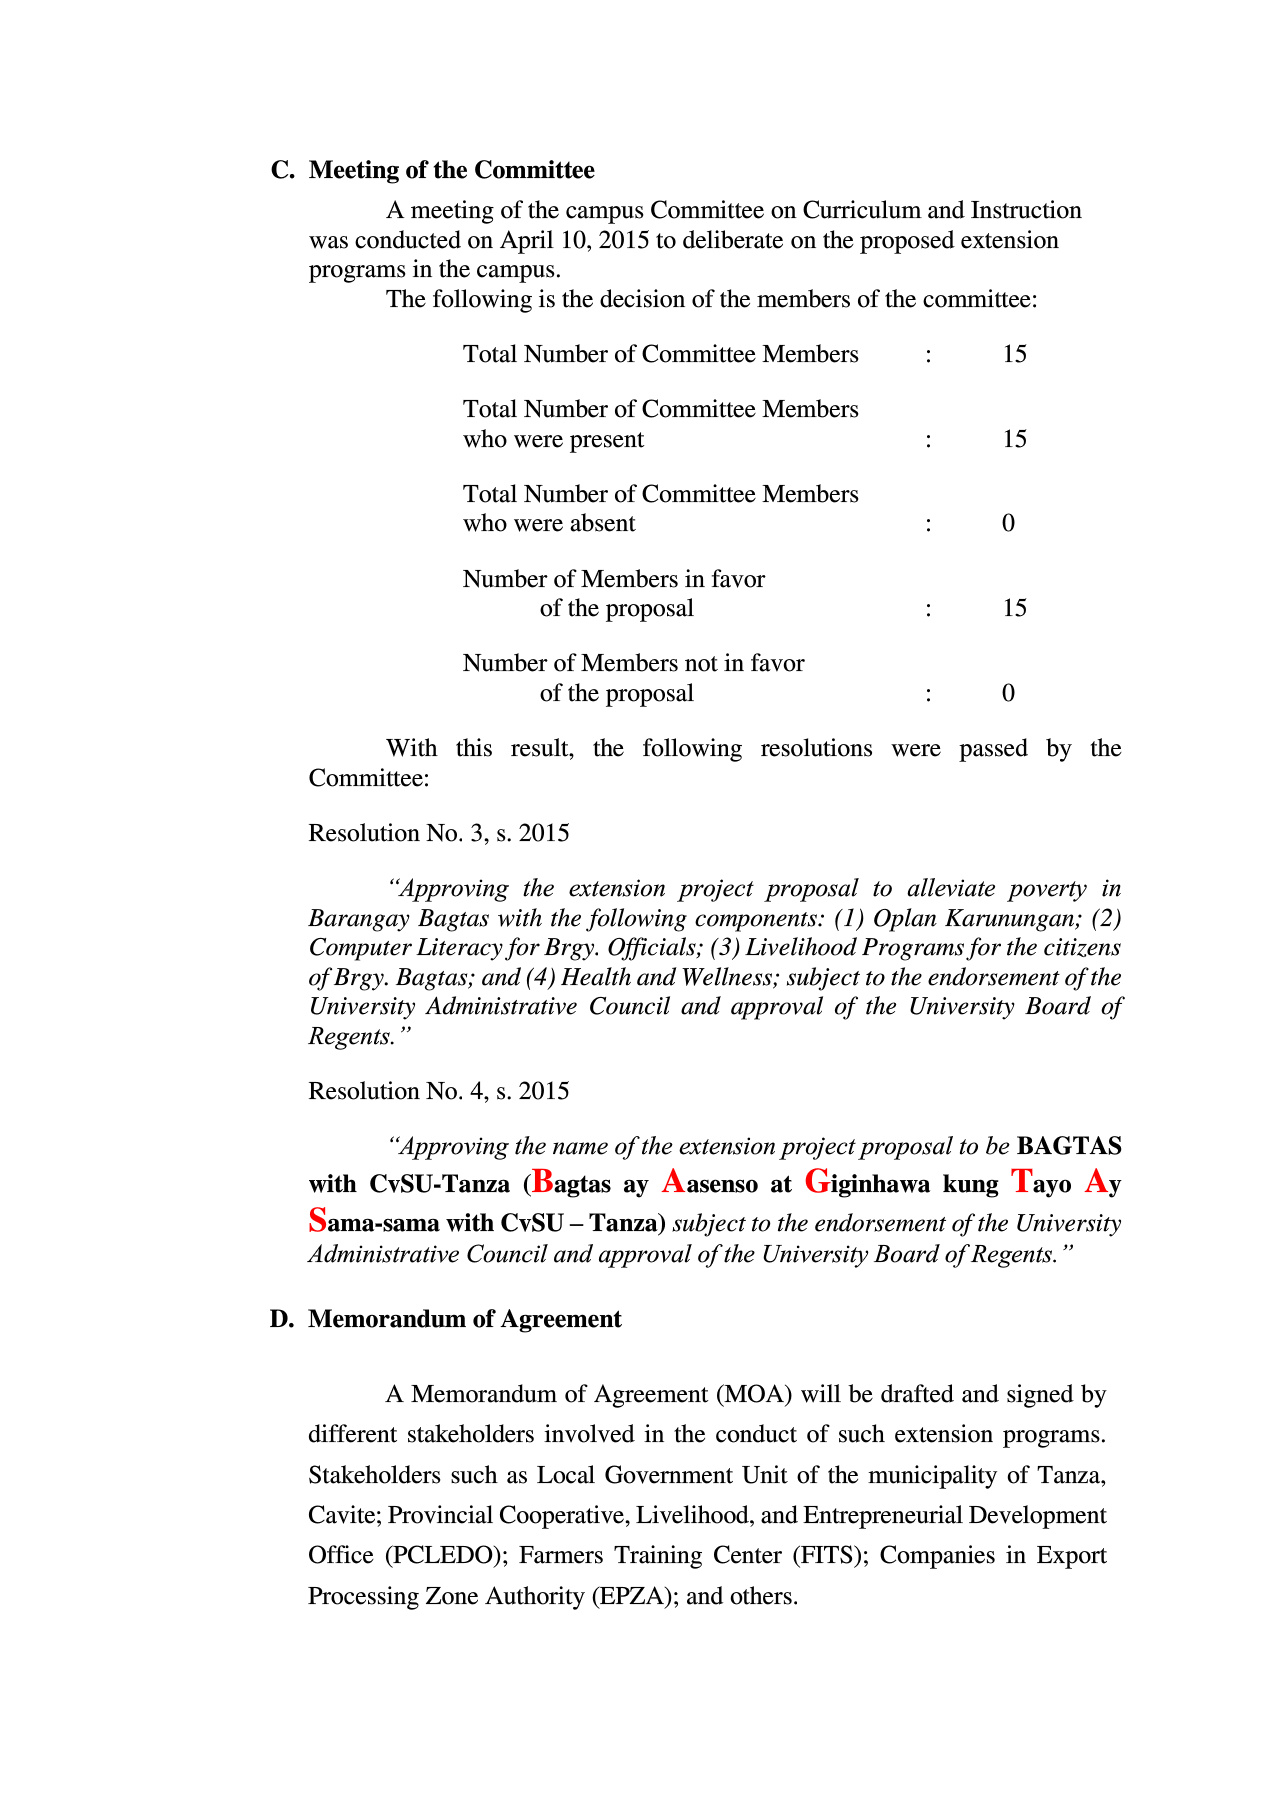 C. Meeting of the Committee
A meeting of the campus Committee on Curriculum and Instruction
was conducted on April 10, 2015 to deliberate on the proposed extension
programs in the campus.
The following is the decision of the members of the committee:
Total Number of Committee Members : 15
Total Number of Committee Members
who were present : 15
Total Number of Committee Members
who were absent : 0
Number of Members in favor
of the proposal : 15
Number of Members not in favor
of the proposal : 0
With this result, the following resolutions were passed by the
Committee:
Resolution No. 3, s. 2015
“Approving the extension project proposal to alleviate poverty in
Barangay Bagtas with the following components: (1) Oplan Karunungan; (2)
Computer Literacy for Brgy. Officials; (3) Livelihood Programs for the citizens
of Brgy. Bagtas; and (4) Health and Wellness; subject to the endorsement of the
University Administrative Council and approval of the University Board of
Regents.”
Resolution No. 4, s. 2015
“Approving the name of the extension project proposal to be BAGTAS
with CvSU-Tanza (Bagtas ay Aasenso at Giginhawa kung Tayo Ay
Sama-sama with CvSU – Tanza) subject to the endorsement of the University
Administrative Council and approval of the University Board of Regents.”
D. Memorandum of Agreement
A Memorandum of Agreement (MOA) will be drafted and signed by
different stakeholders involved in the conduct of such extension programs.
Stakeholders such as Local Government Unit of the municipality of Tanza,
Cavite; Provincial Cooperative, Livelihood, and Entrepreneurial Development
Office (PCLEDO); Farmers Training Center (FITS); Companies in Export
Processing Zone Authority (EPZA); and others.